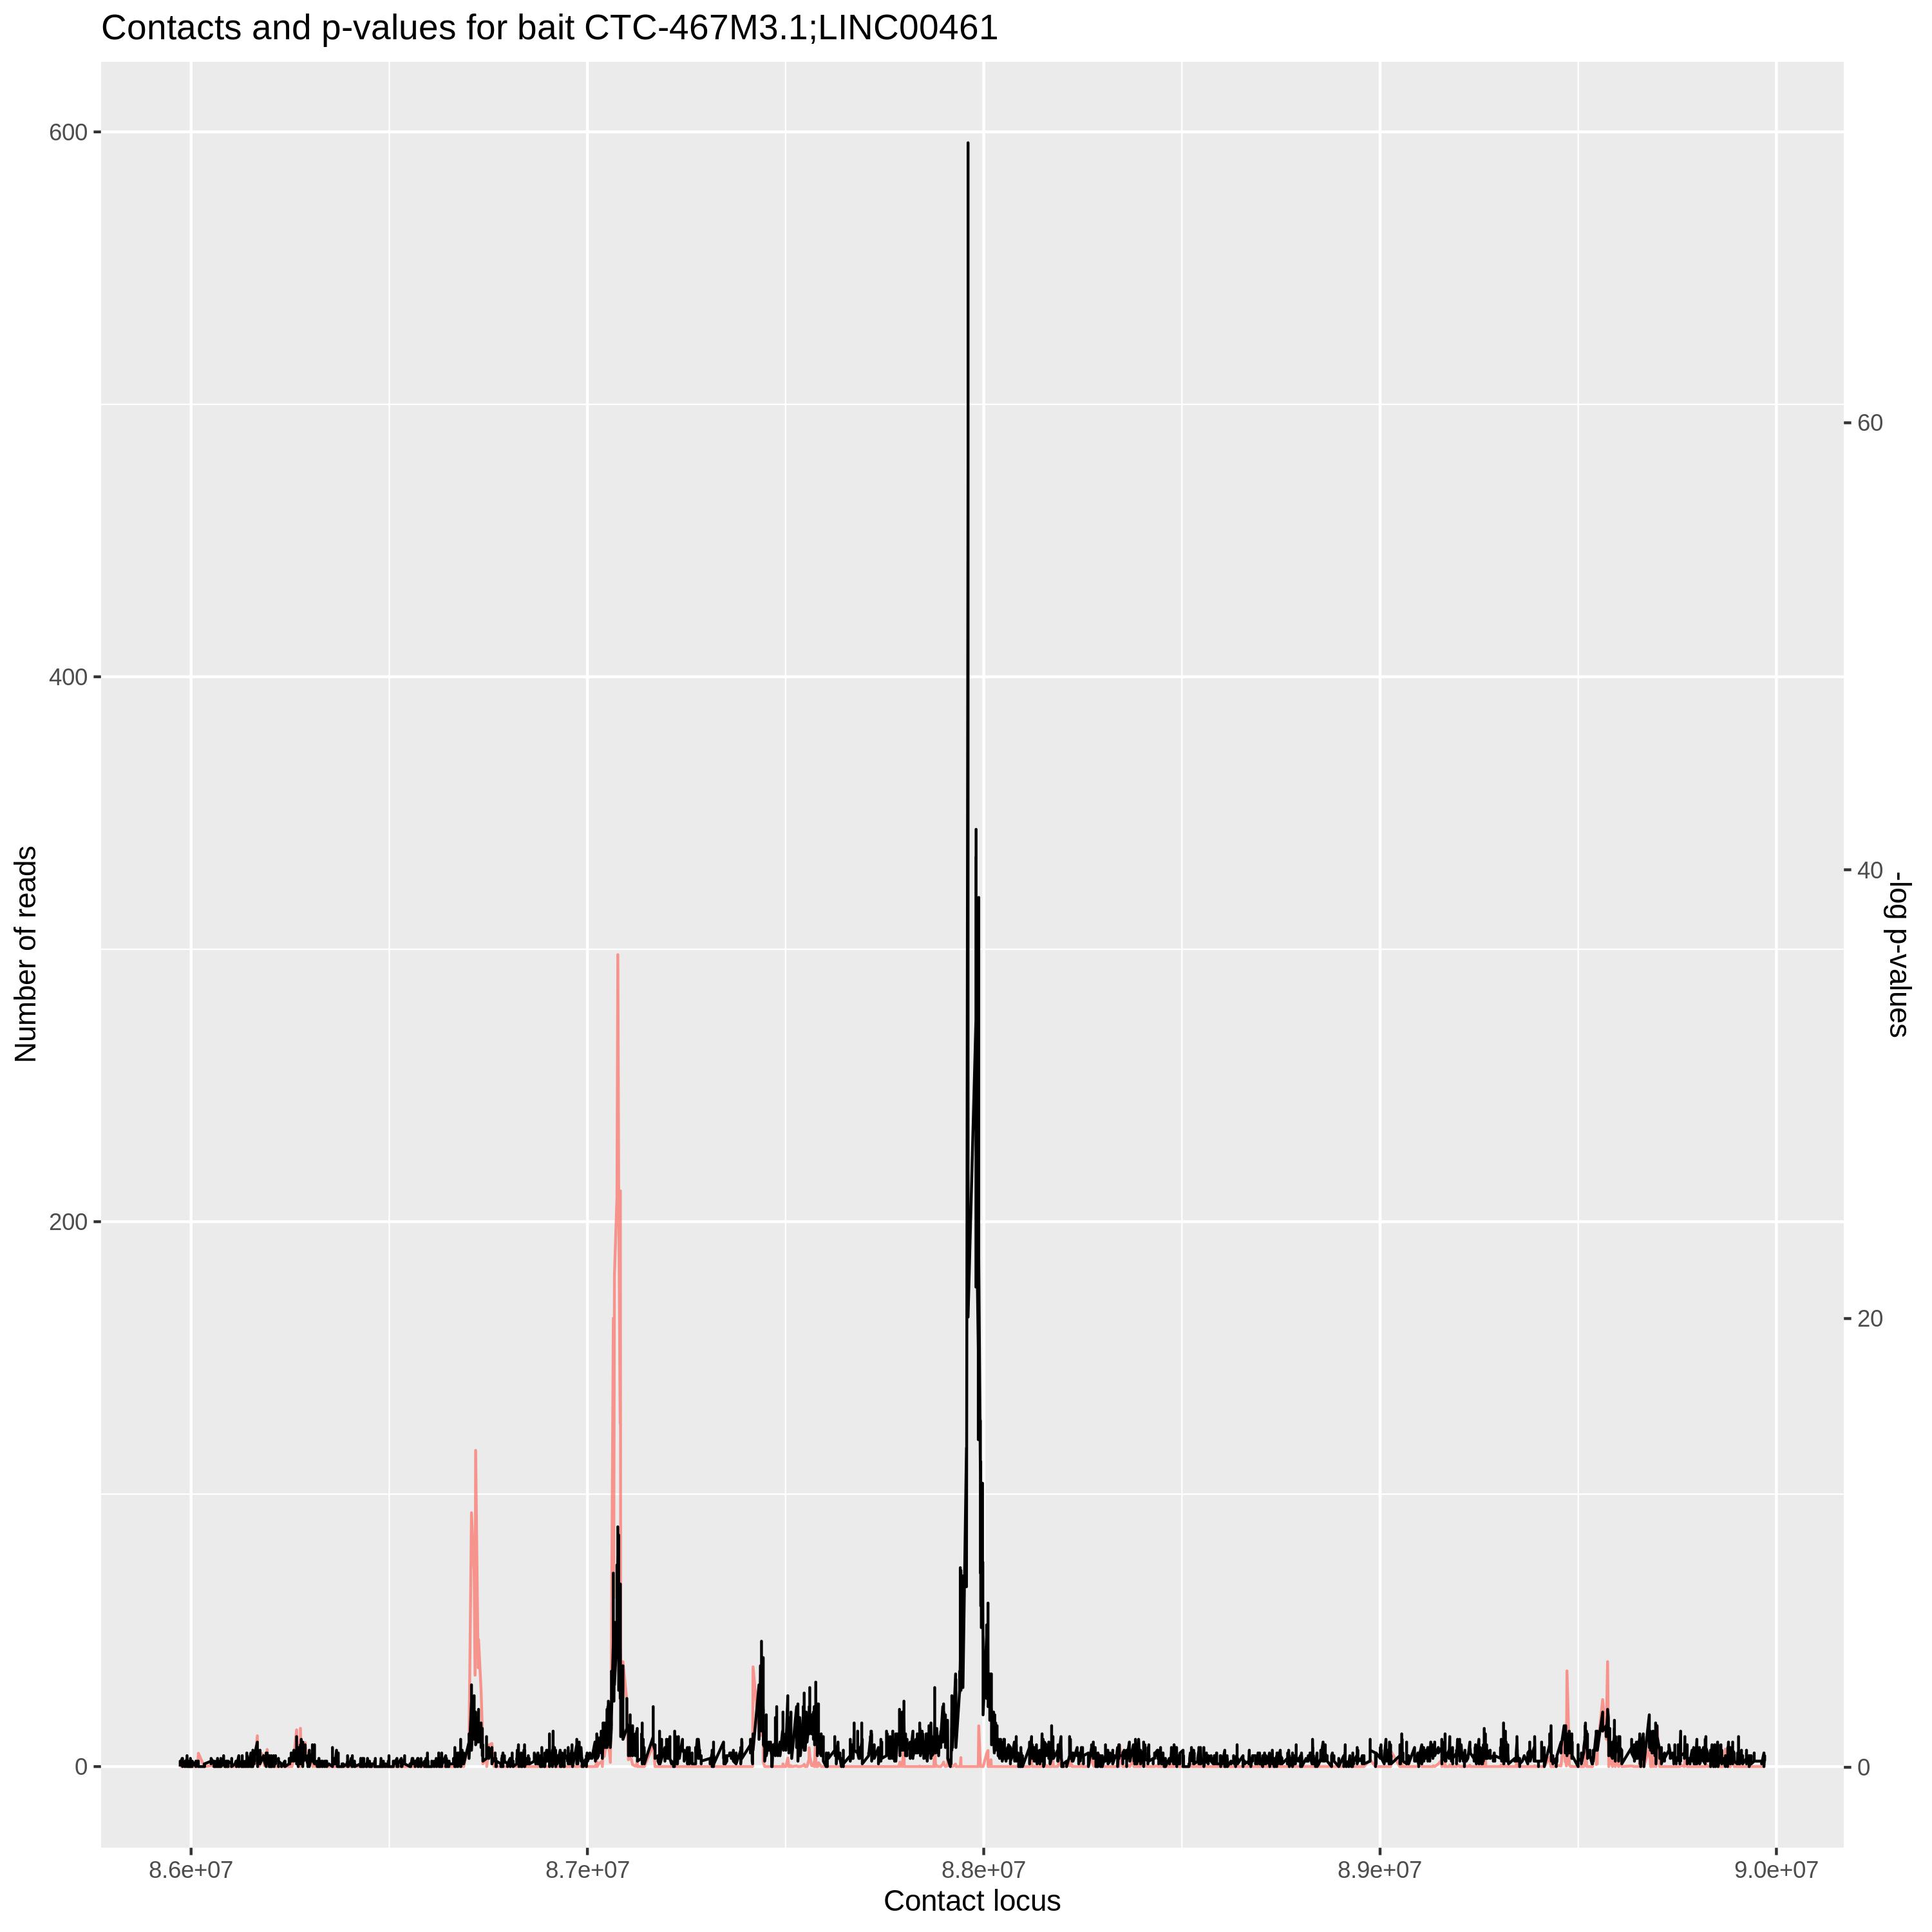 Contacts and p-values for bait CTC-467M3.1;LINC00461
600
400
200
0
Number of reads
60
40
20
0
-log p-values
8.6e+07 8.7e+07 8.8e+07 8.9e+07 9.0e+07
Contact locus